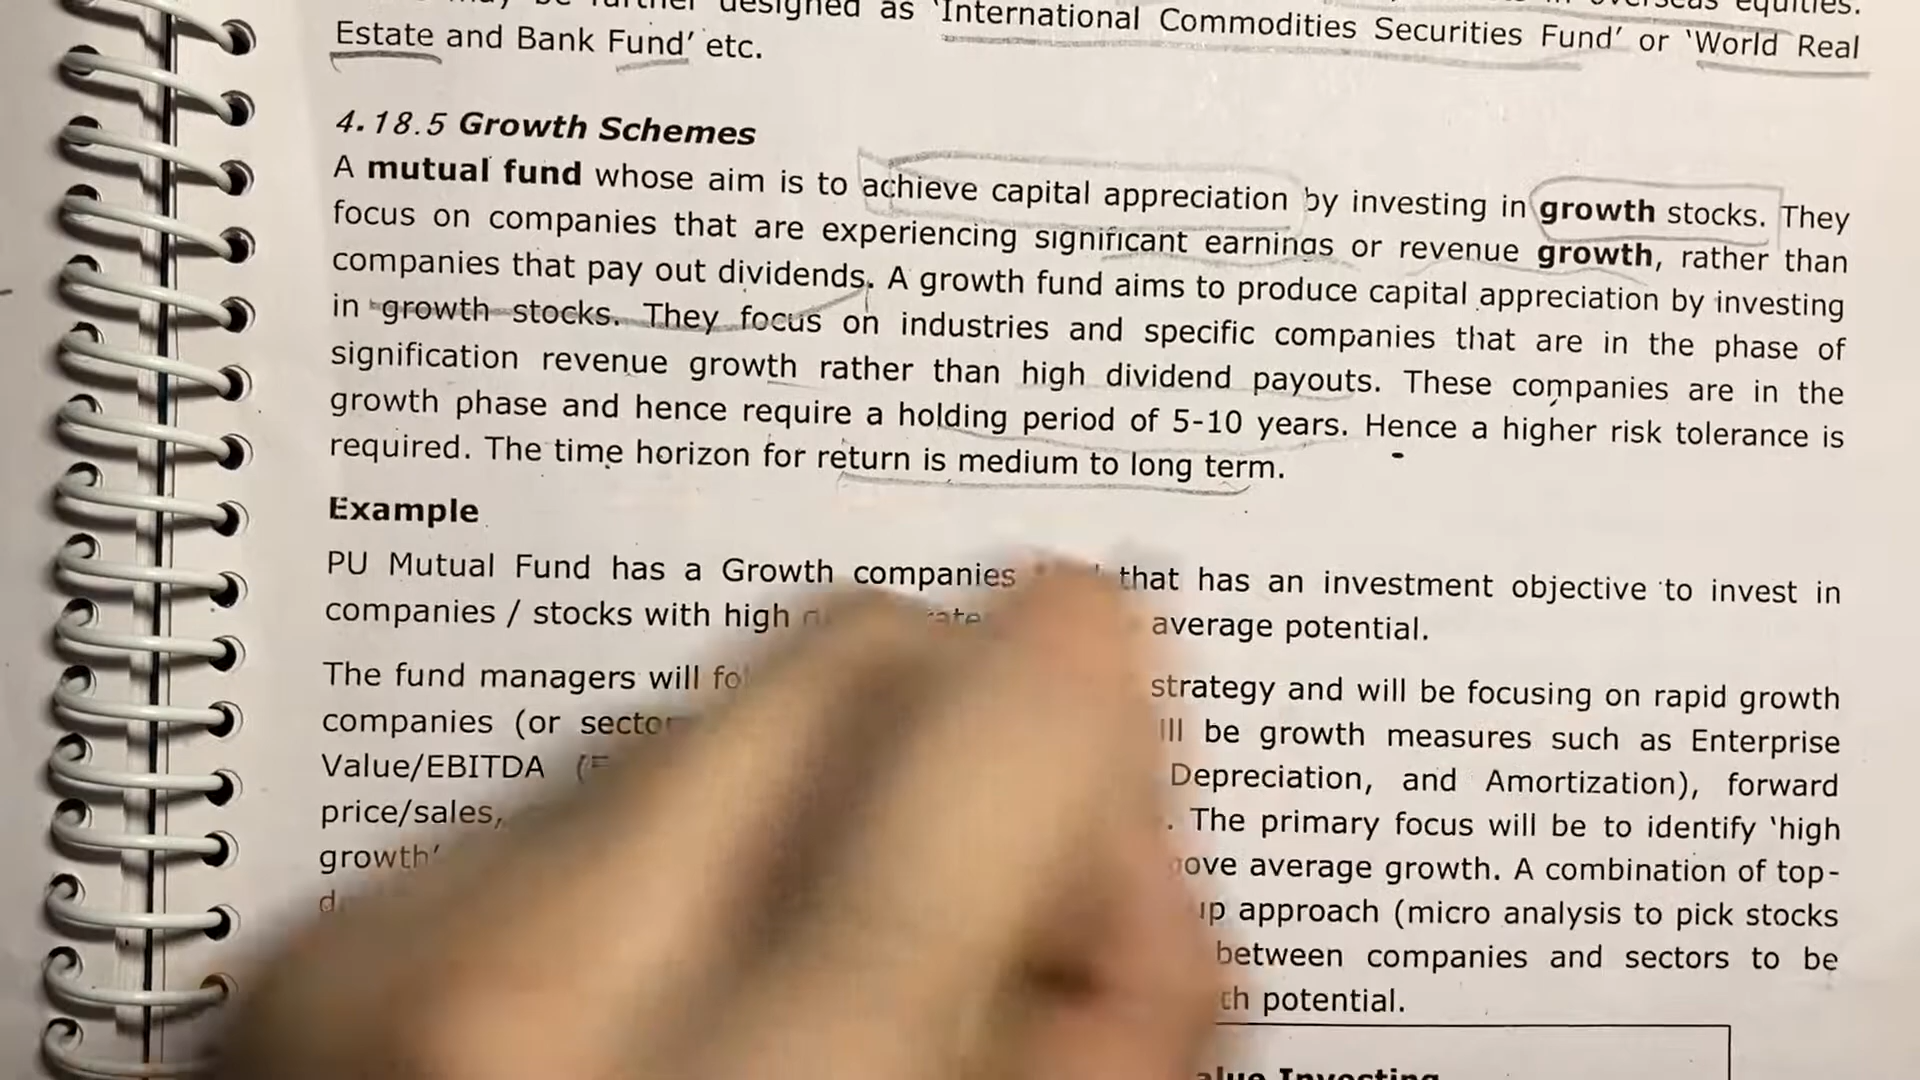 designed as 'International Commodities Securities Fund' or 'World Real
Estate and Bank Fund' etc.
4.18.5 Growth Schemes
A mutual fund whose aim is to achieve capital appreciation by investing in growth stocks. They
focus on companies that are experiencing significant earnings or revenue growth, rather than
companies that pay out dividends. A growth fund aims to produce capital appreciation by investing
in growth stocks. They focus on industries and specific companies that are in the phase of
signification revenue growth rather than high dividend payouts. These companies are in the
growth phase and hence require a holding period of 5-10 years. Hence a higher risk tolerance is
required. The time horizon for return is medium to long term.
Example
PU Mutual Fund has a Growth companies that has an investment objective to invest in
companies / stocks with high average potential.
The fund managers will strategy and will be focusing on rapid growth
companies (or be growth measures such as Enterprise
Value/EBITDA Depreciation, and Amortization), forward
price/sales, . The primary focus will be to identify 'high
growth' average growth. A combination of top-
approach (micro analysis to pick stocks
between companies and sectors to be
potential.
Investing